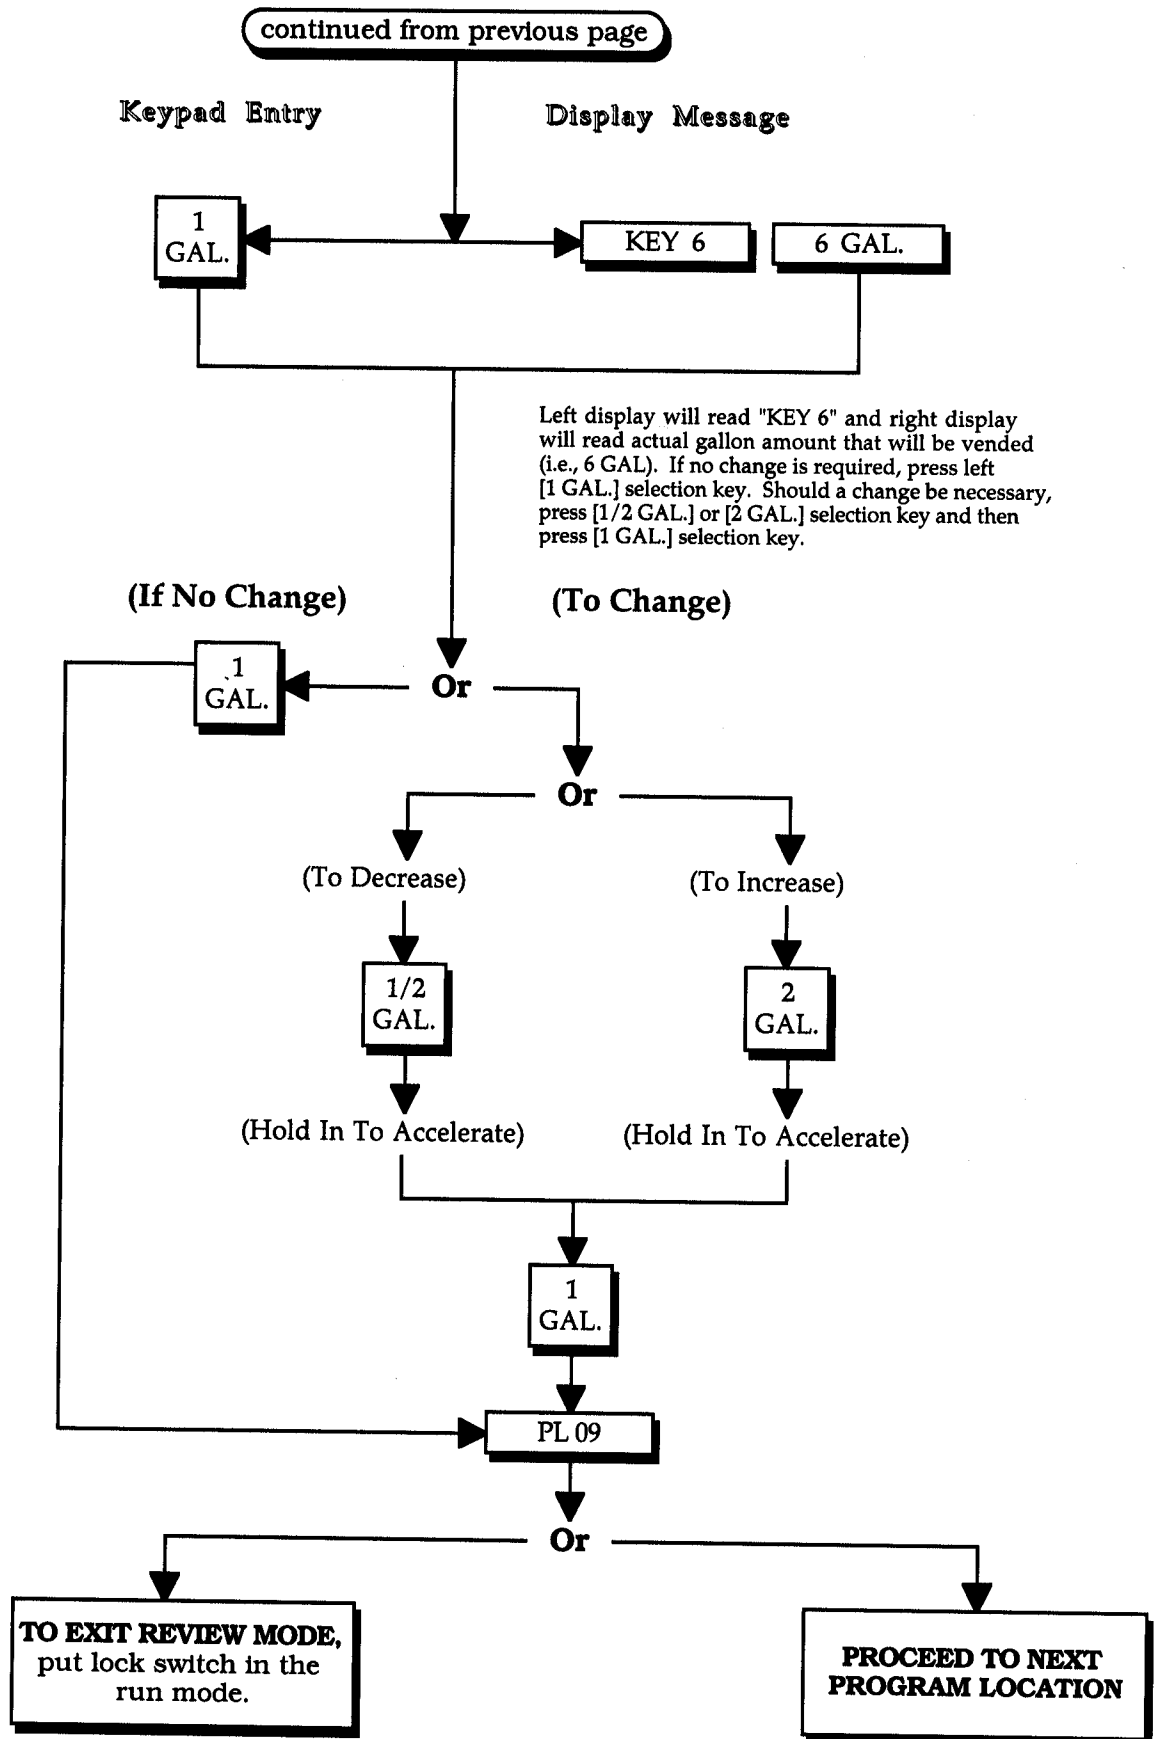 continued from previous page
Keypad Entry
Display Message
1
GAL.
KEY 6
6 GAL.
Left display will read "KEY 6" and right display
will read actual gallon amount that will be vended
(i.e., 6 GAL). If no change is required, press left
[1 GAL.] selection key. Should a change be necessary,
press [1/2 GAL.] or [2 GAL.] selection key and then
press [1 GAL.] selection key.
(If No Change)
(To Change)
1
GAL.
Or
Or
(To Decrease)
(To Increase)
1/2
GAL.
2
GAL.
(Hold In To Accelerate)
(Hold In To Accelerate)
1
GAL.
PL 09
Or
TO EXIT REVIEW MODE,
put lock switch in the
run mode.
PROCEED TO NEXT
PROGRAM LOCATION